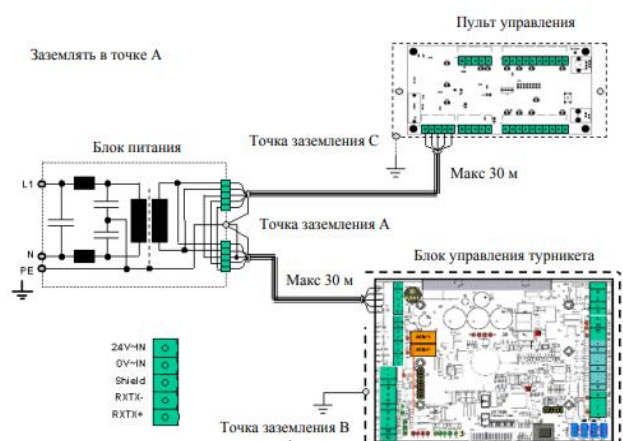 Пульт управления
Заземлять в точке А
Точка заземления С
Блок питания
Макс 30 м
L1
Точка заземления А
N
PE
Блок управления турникета
Макс 30 м
24V~IN
0V~IN
Shield
RXTX-
RXTX+
Точка заземления В